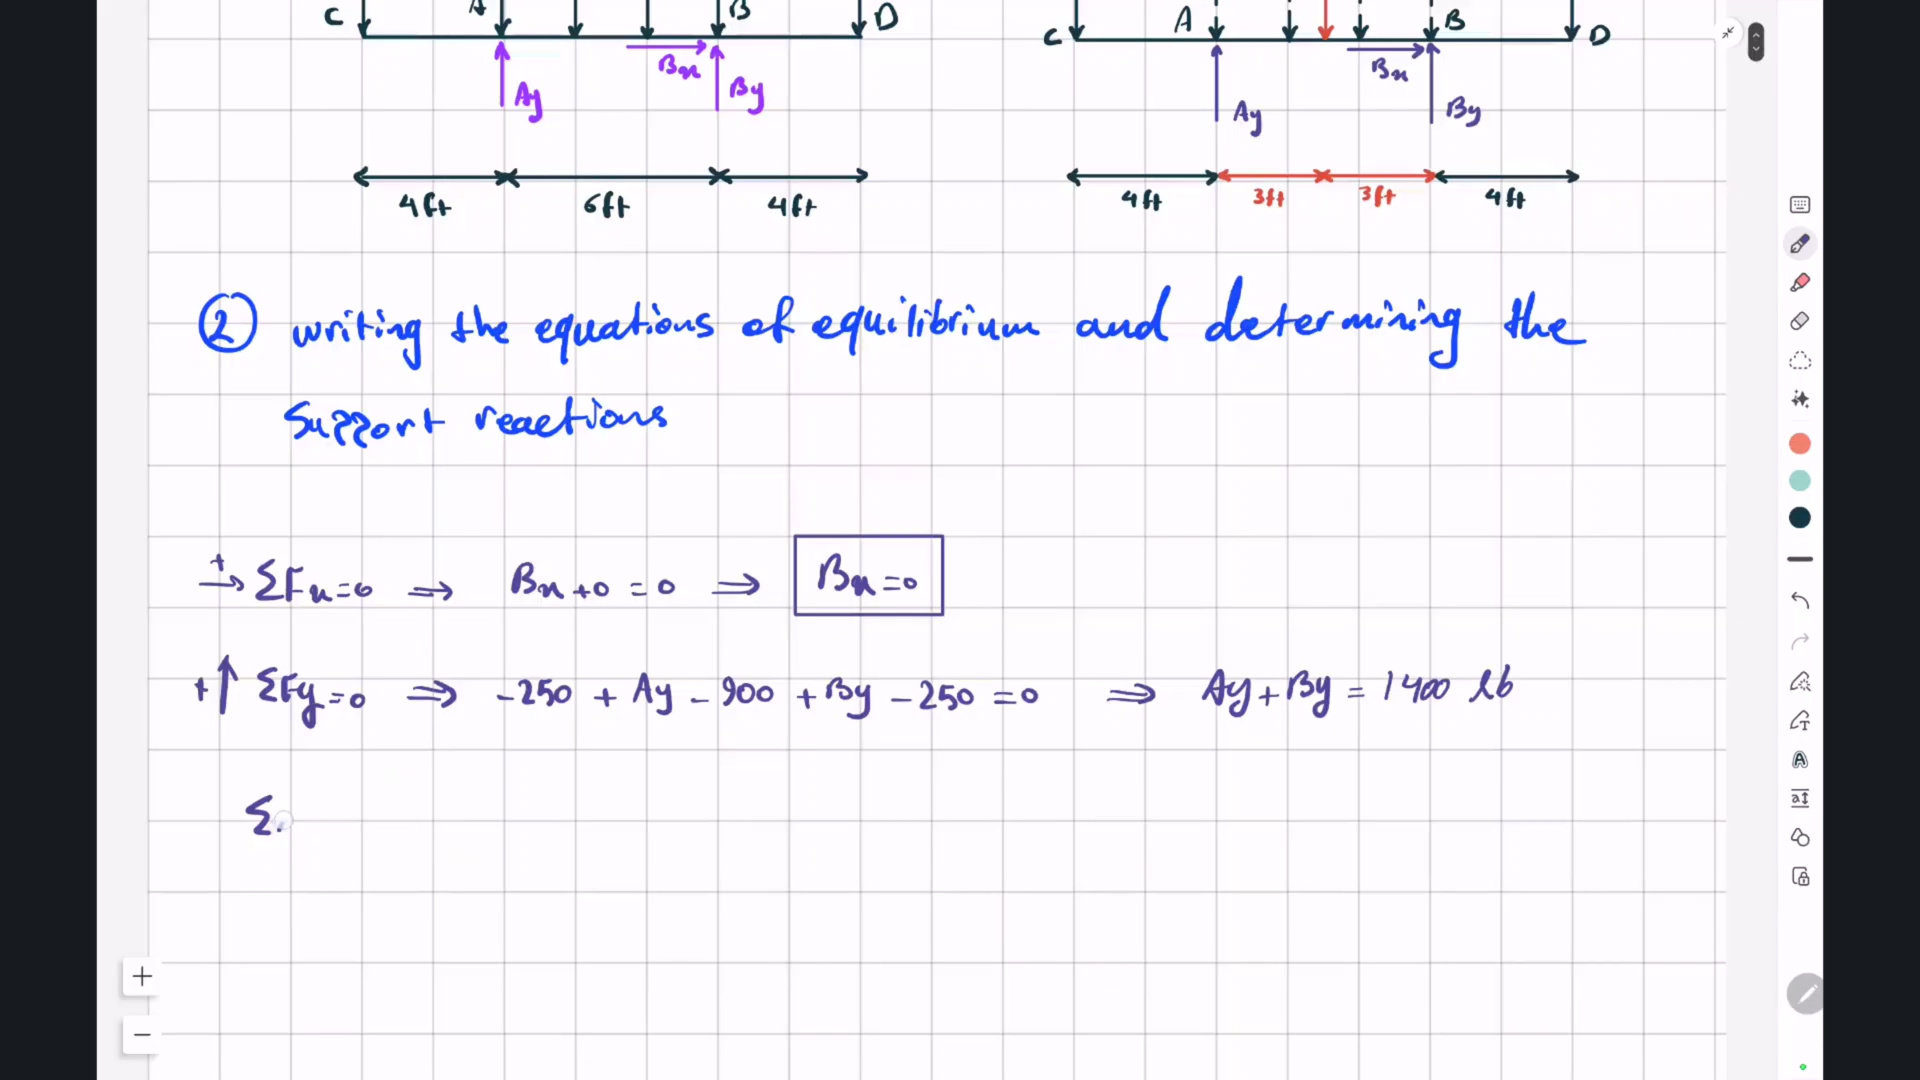 C A B D
Bx
Ay By
4ft 6ft 4ft
C A B D
Bx
Ay By
4ft 3ft 3ft 4ft
② writing the equations of equilibrium and determining the
support reactions
+→ ΣFx=0 ⇒ Bx+0 = 0 ⇒ Bx=0
+↑ ΣFy=0 ⇒ -250 + Ay - 900 + By - 250 = 0 ⇒ Ay + By = 1400 lb
Σ